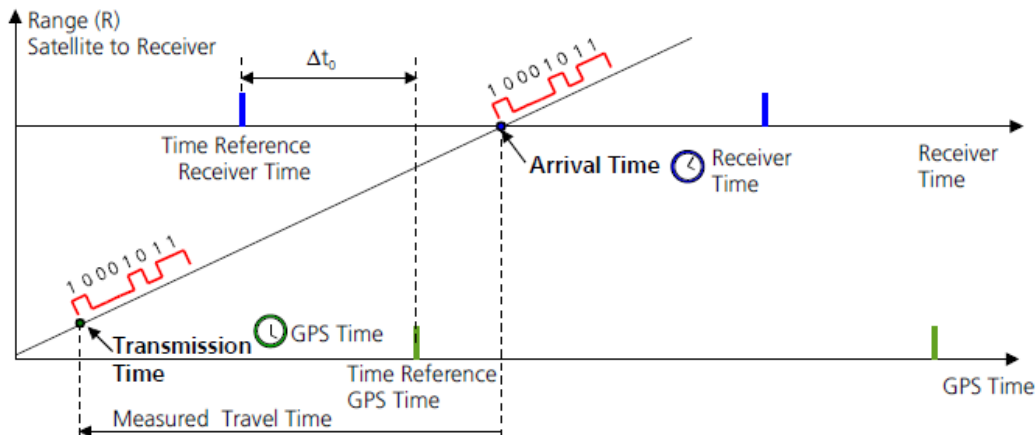 Range (R)
Satellite to Receiver
Δt₀
1 0 0 0 1 0 1 1
Time Reference
Receiver Time
Arrival Time
Receiver
Time
Receiver
Time
1 0 0 0 1 0 1 1
Transmission
Time
GPS Time
Time Reference
GPS Time
GPS Time
Measured Travel Time